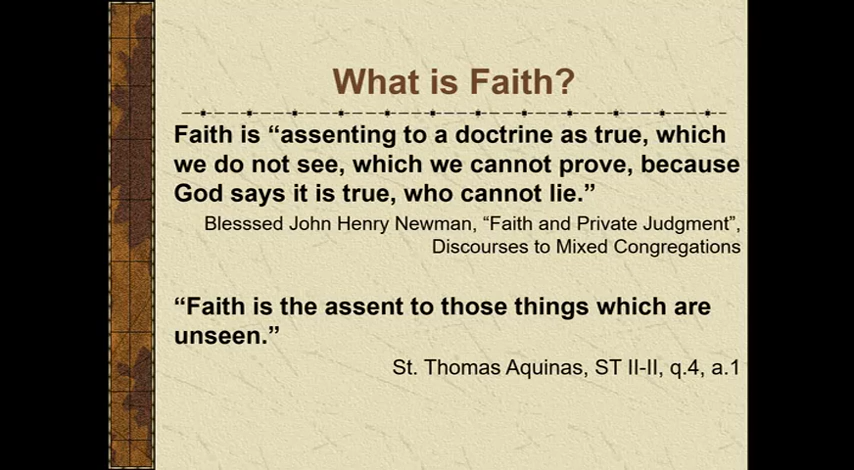 What is Faith?
Faith is “assenting to a doctrine as true, which
we do not see, which we cannot prove, because
God says it is true, who cannot lie.”
Blesssed John Henry Newman, “Faith and Private Judgment”,
Discourses to Mixed Congregations
“Faith is the assent to those things which are
unseen.”
St. Thomas Aquinas, ST II-II, q.4, a.1